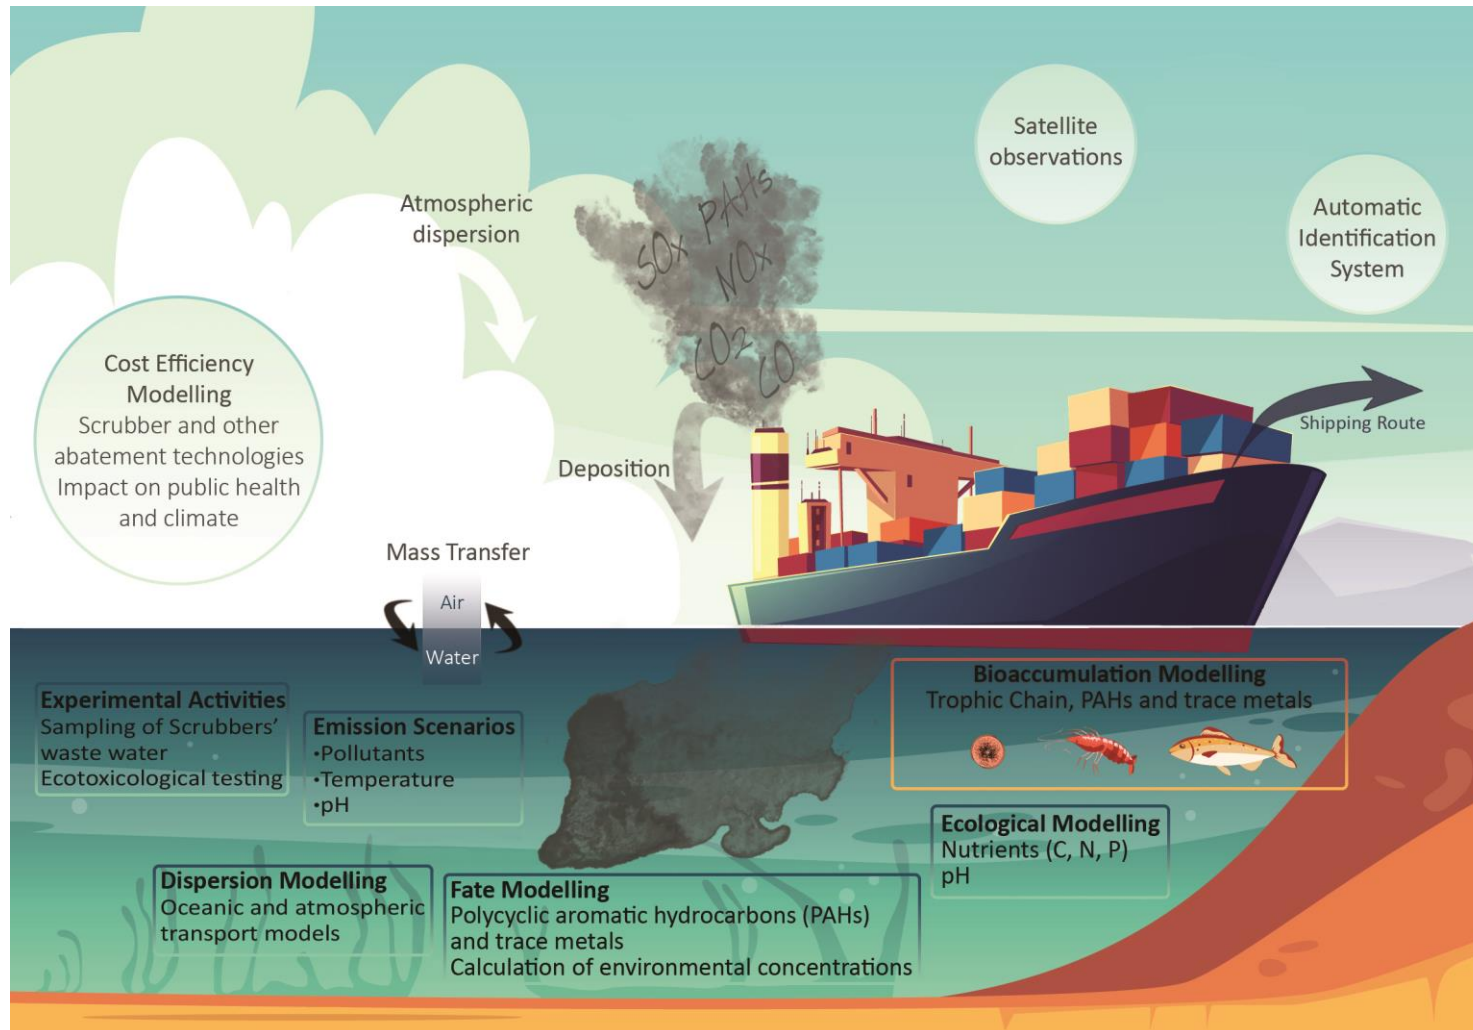 Satellite
observations
Automatic
Identification
System
Atmospheric
dispersion
SOx
PAHs
NOx
CO2
CO
Cost Efficiency
Modelling
Scrubber and other
abatement technologies
Impact on public health
and climate
Shipping Route
Deposition
Mass Transfer
Air
Water
Experimental Activities
Sampling of Scrubbers’
waste water
Ecotoxicological testing
Emission Scenarios
•Pollutants
•Temperature
•pH
Bioaccumulation Modelling
Trophic Chain, PAHs and trace metals
Ecological Modelling
Nutrients (C, N, P)
pH
Dispersion Modelling
Oceanic and atmospheric
transport models
Fate Modelling
Polycyclic aromatic hydrocarbons (PAHs)
and trace metals
Calculation of environmental concentrations